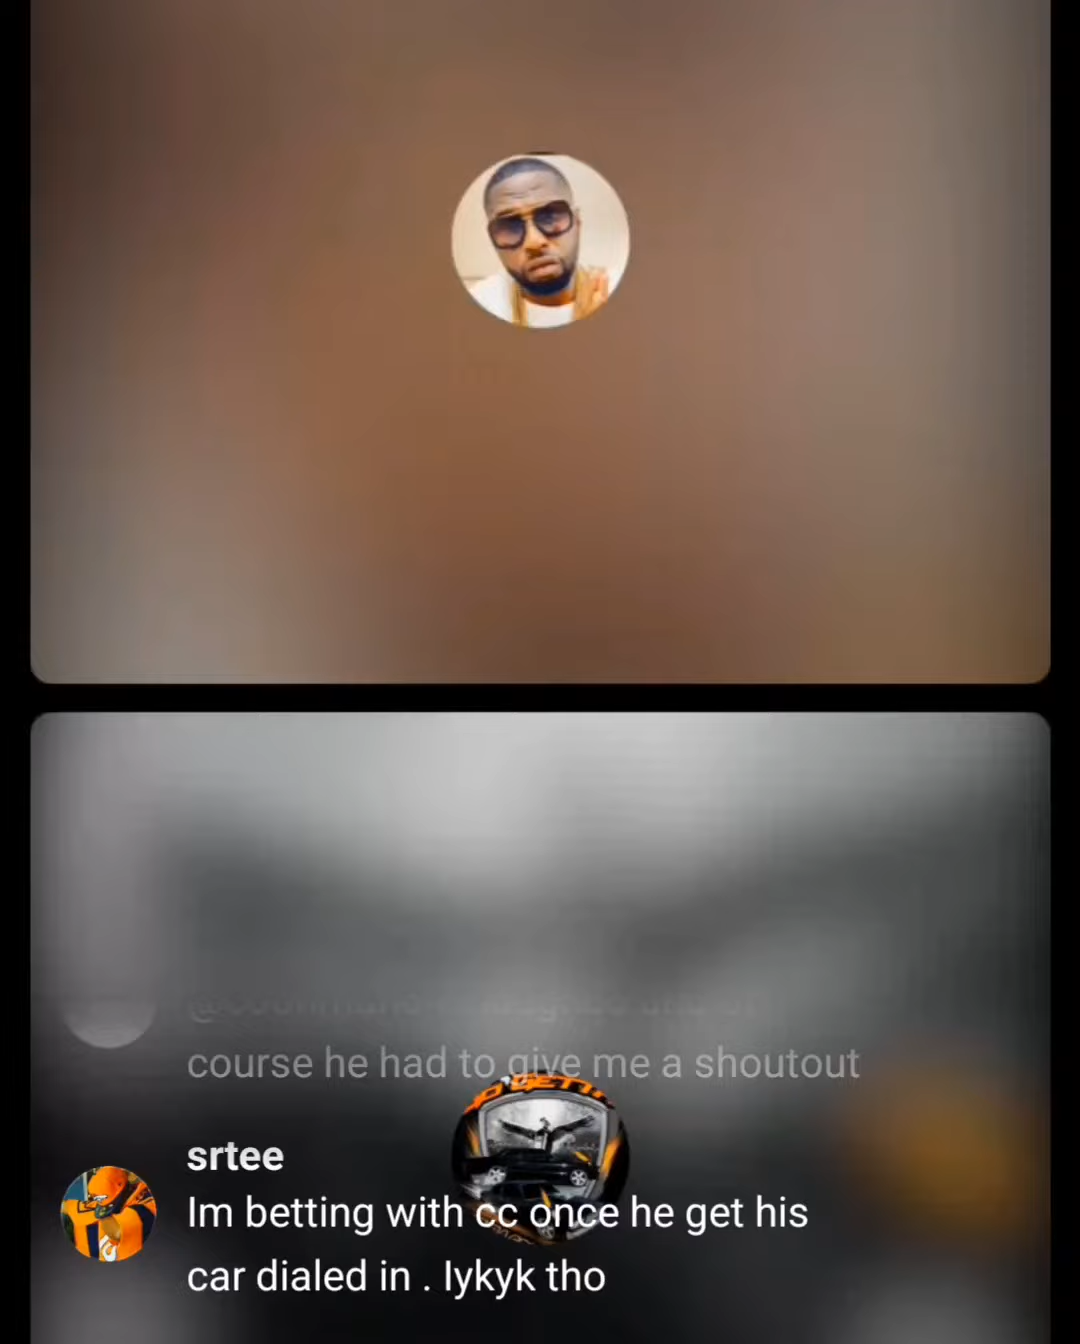 course he had to give me a shoutout
srtee
Im betting with cc once he get his
car dialed in . Iykyk tho